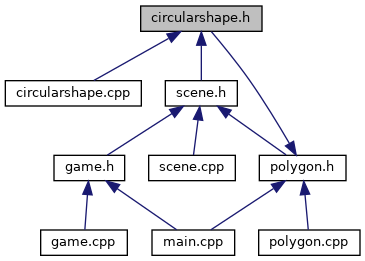 circularshape.h
circularshape.cpp
scene.h
game.h
scene.cpp
polygon.h
game.cpp
main.cpp
polygon.cpp